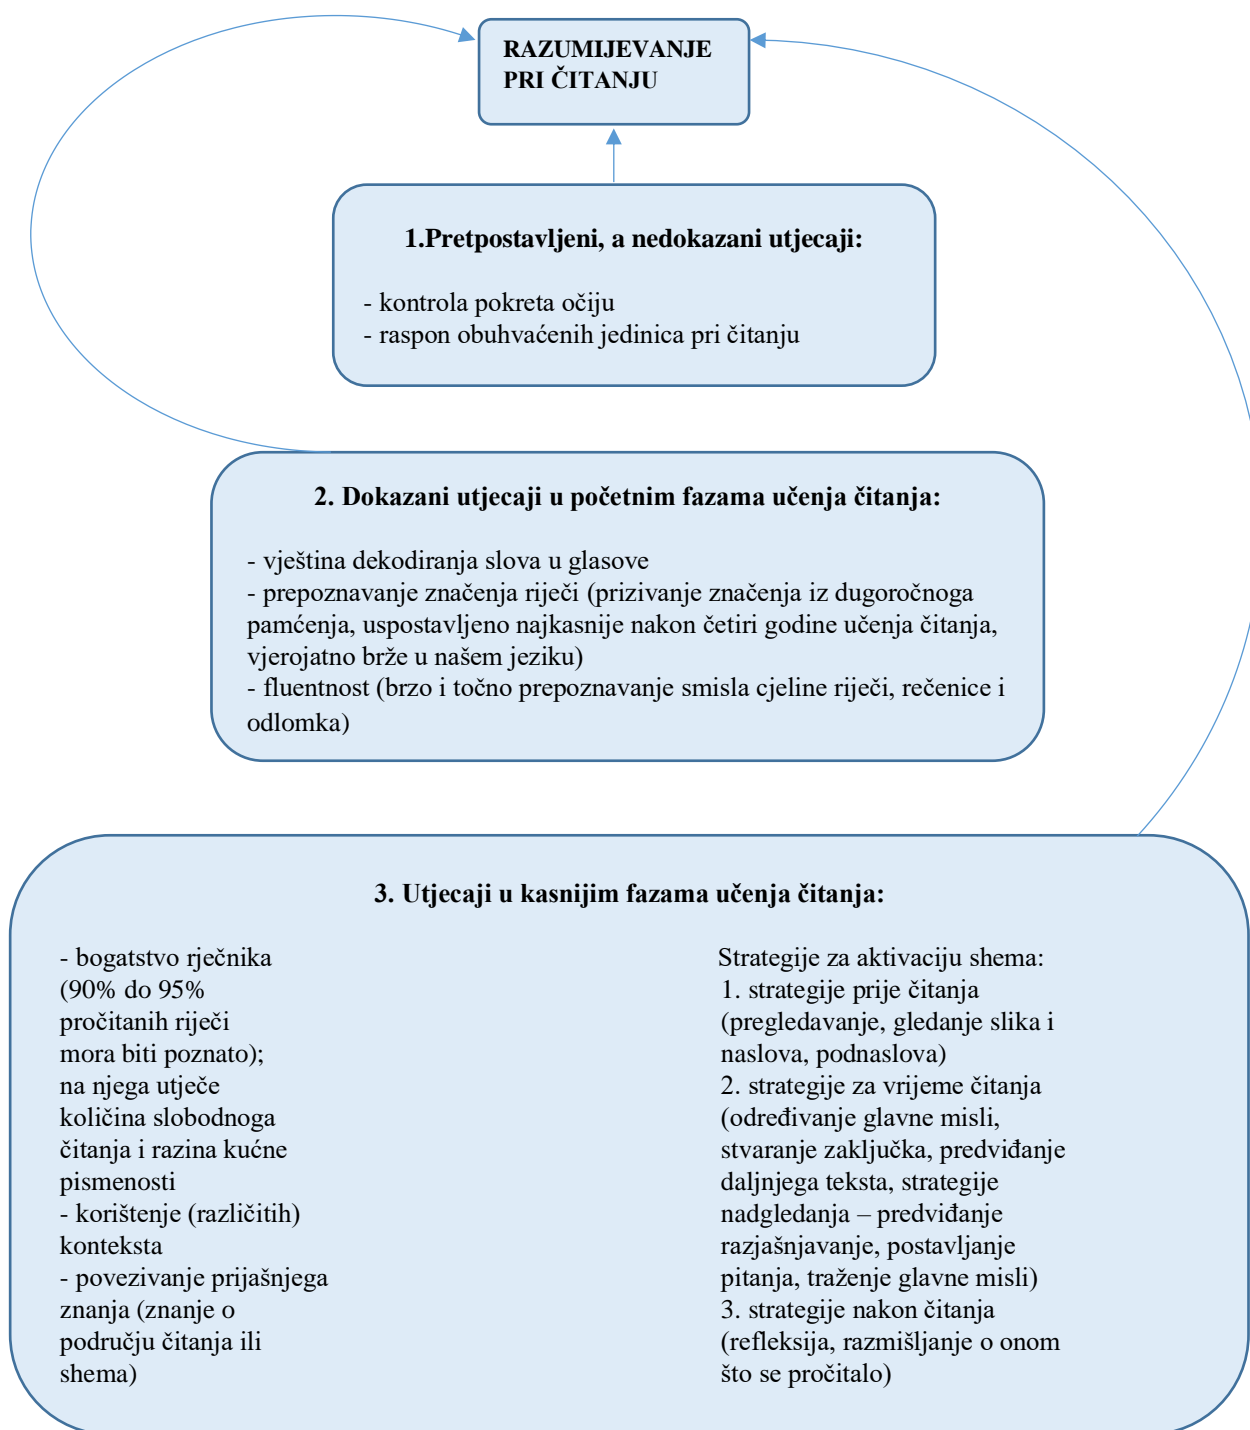 RAZUMIJEVANJE
PRI ČITANJU
1.Pretpostavljeni, a nedokazani utjecaji:
- kontrola pokreta očiju
- raspon obuhvaćenih jedinica pri čitanju
2. Dokazani utjecaji u početnim fazama učenja čitanja:
- vještina dekodiranja slova u glasove
- prepoznavanje značenja riječi (prizivanje značenja iz dugoročnoga
pamćenja, uspostavljeno najkasnije nakon četiri godine učenja čitanja,
vjerojatno brže u našem jeziku)
- fluentnost (brzo i točno prepoznavanje smisla cjeline riječi, rečenice i
odlomka)
3. Utjecaji u kasnijim fazama učenja čitanja:
- bogatstvo rječnika
(90% do 95%
pročitanih riječi
mora biti poznato);
na njega utječe
količina slobodnoga
čitanja i razina kućne
pismenosti
- korištenje (različitih)
konteksta
- povezivanje prijašnjega
znanja (znanje o
području čitanja ili
shema)
Strategije za aktivaciju shema:
1. strategije prije čitanja
(pregledavanje, gledanje slika i
naslova, podnaslova)
2. strategije za vrijeme čitanja
(određivanje glavne misli,
stvaranje zaključka, predviđanje
daljnjega teksta, strategije
nadgledanja – predviđanje
razjašnjavanje, postavljanje
pitanja, traženje glavne misli)
3. strategije nakon čitanja
(refleksija, razmišljanje o onom
što se pročitalo)